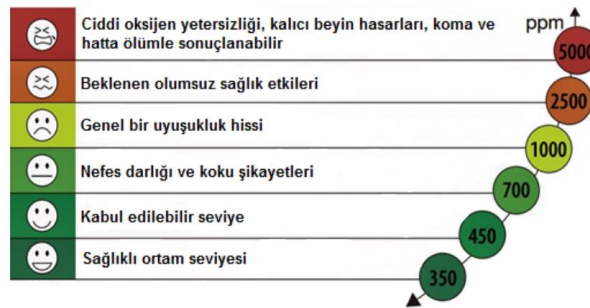 ppm
Ciddi oksijen yetersizliği, kalıcı beyin hasarları, koma ve
hatta ölümle sonuçlanabilir
5000
Beklenen olumsuz sağlık etkileri
2500
Genel bir uyuşukluk hissi
1000
Nefes darlığı ve koku şikayetleri
700
Kabul edilebilir seviye
450
Sağlıklı ortam seviyesi
350